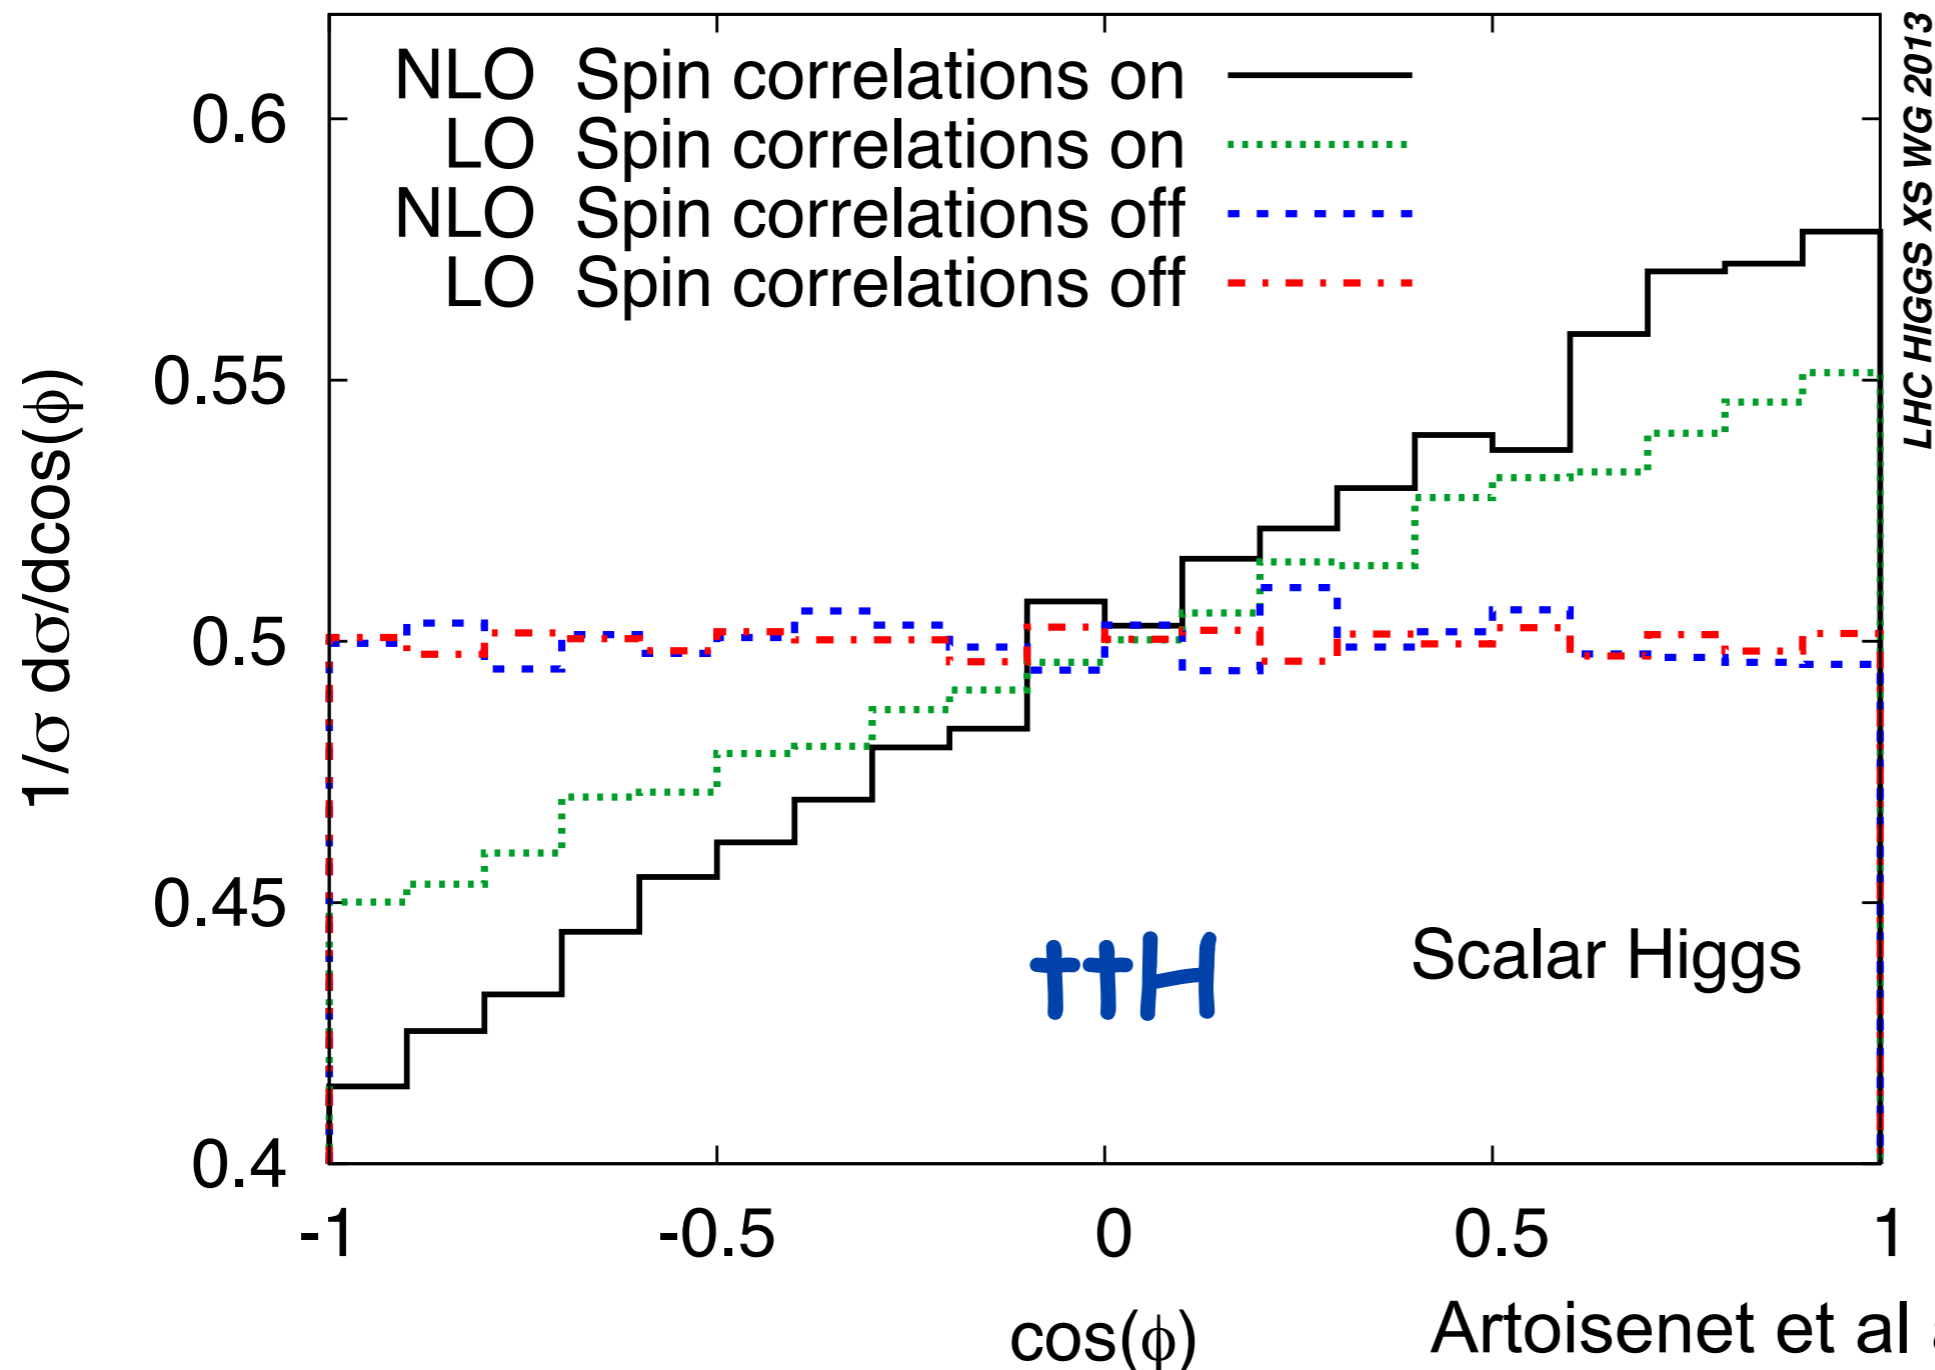 NLO Spin correlations on
LO Spin correlations on
NLO Spin correlations off
LO Spin correlations off
LHC HIGGS XS WG 2013
0.6
0.55
0.5
0.45
0.4
1/σ dσ/dcos(ϕ)
ttH
Scalar Higgs
-1 -0.5 0 0.5 1
cos(ϕ)
Artoisenet et al